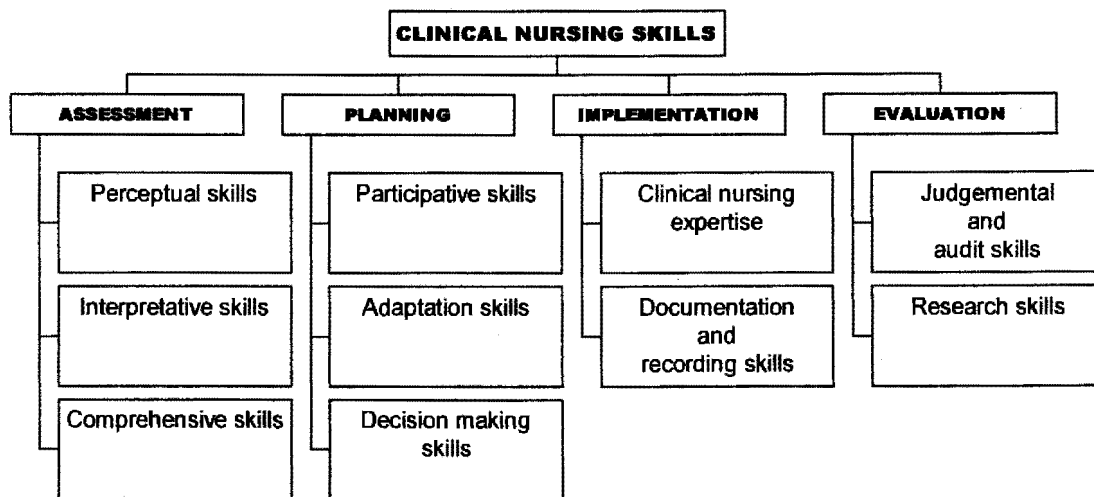 CLINICAL NURSING SKILLS
ASSESSMENT
PLANNING
IMPLEMENTATION
EVALUATION
Perceptual skills
Interpretative skills
Comprehensive skills
Participative skills
Adaptation skills
Decision making
skills
Clinical nursing
expertise
Documentation
and
recording skills
Judgemental
and
audit skills
Research skills